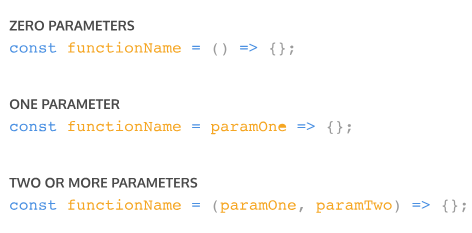 ZERO PARAMETERS
const functionName = () => {};
ONE PARAMETER
const functionName = paramOne => {};
TWO OR MORE PARAMETERS
const functionName = (paramOne, paramTwo) => {};